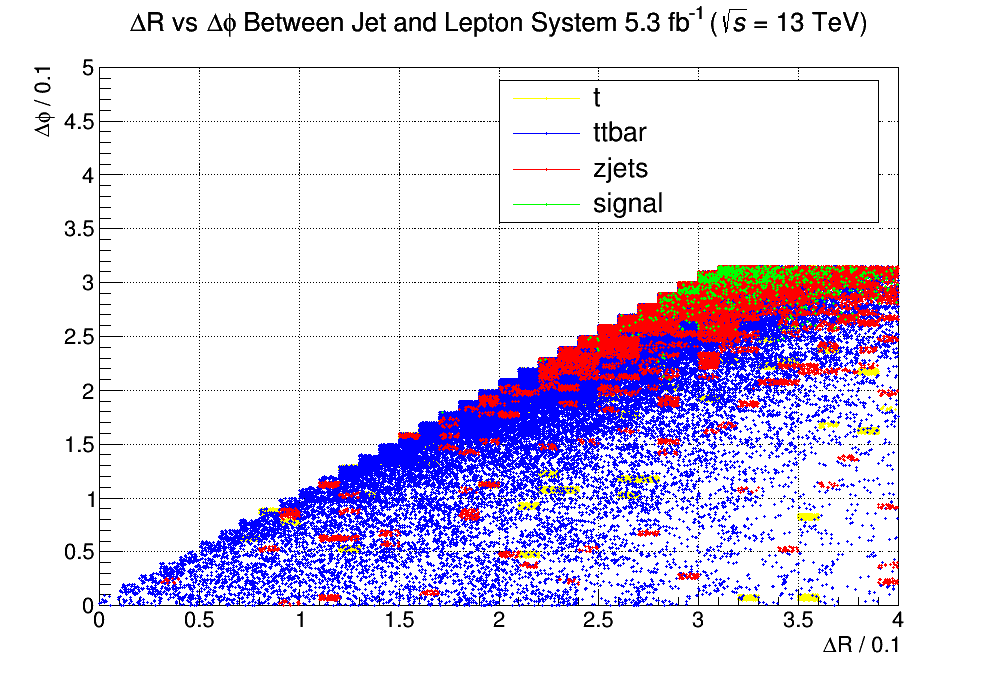 ΔR vs Δϕ Between Jet and Lepton System 5.3 fb⁻¹ (√s = 13 TeV)
Δϕ / 0.1
5
4.5
4
3.5
3
2.5
2
1.5
1
0.5
0
t
ttbar
zjets
signal
0 0.5 1 1.5 2 2.5 3 3.5 4
ΔR / 0.1